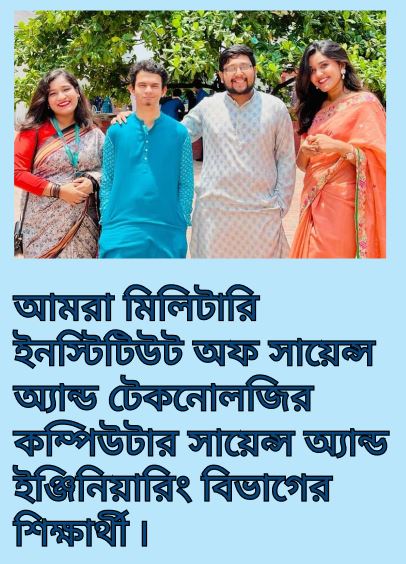 আমরা মিলিটারি
ইনস্টিটিউট অফ সায়েন্স
অ্যান্ড টেকনোলজির
কম্পিউটার সায়েন্স অ্যান্ড
ইঞ্জিনিয়ারিং বিভাগের
শিক্ষার্থী।